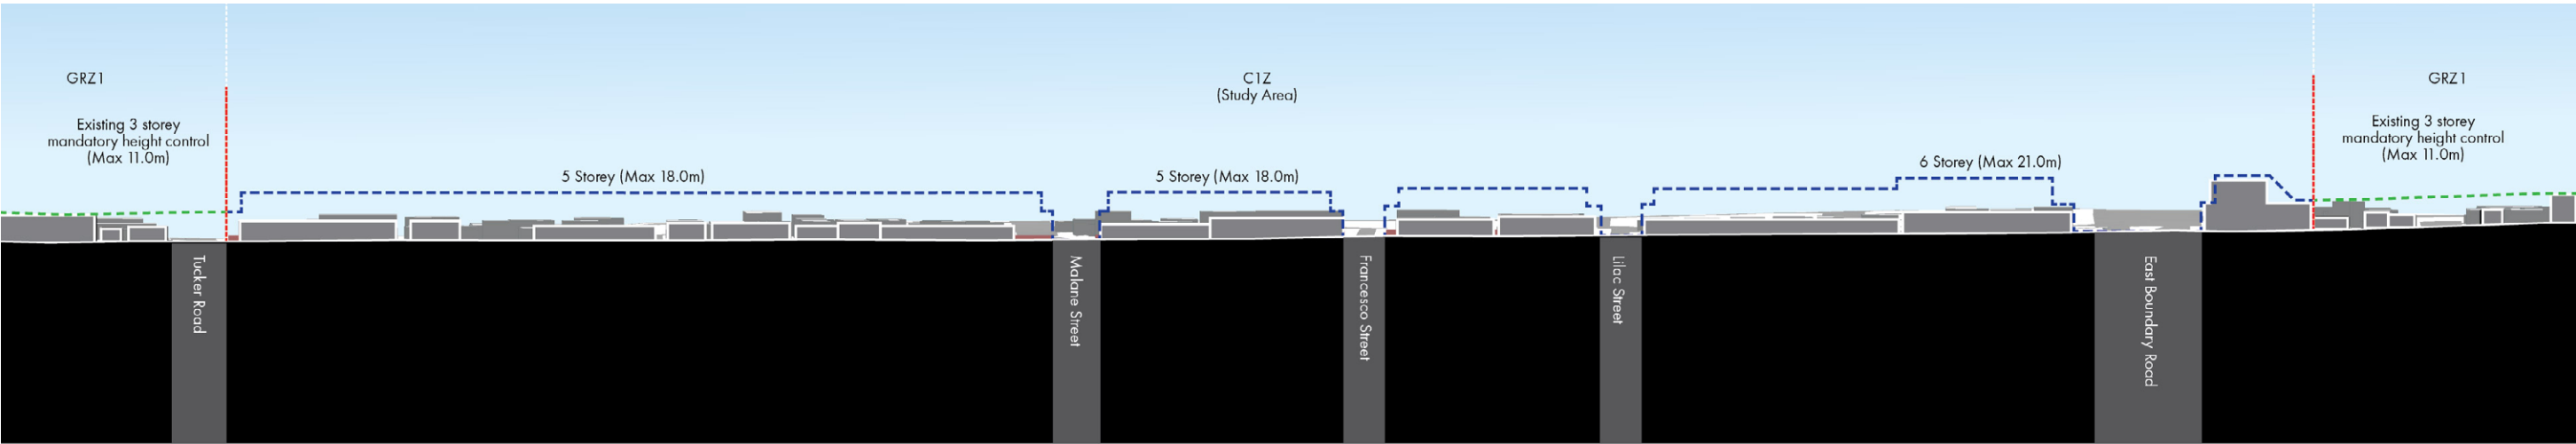 GRZ1
Existing 3 storey
mandatory height control
(Max 11.0m)
C1Z
(Study Area)
GRZ1
Existing 3 storey
mandatory height control
(Max 11.0m)
5 Storey (Max 18.0m)
5 Storey (Max 18.0m)
6 Storey (Max 21.0m)
Tucker Road
Malane Street
Francesco Street
Lilac Street
East Boundary Road